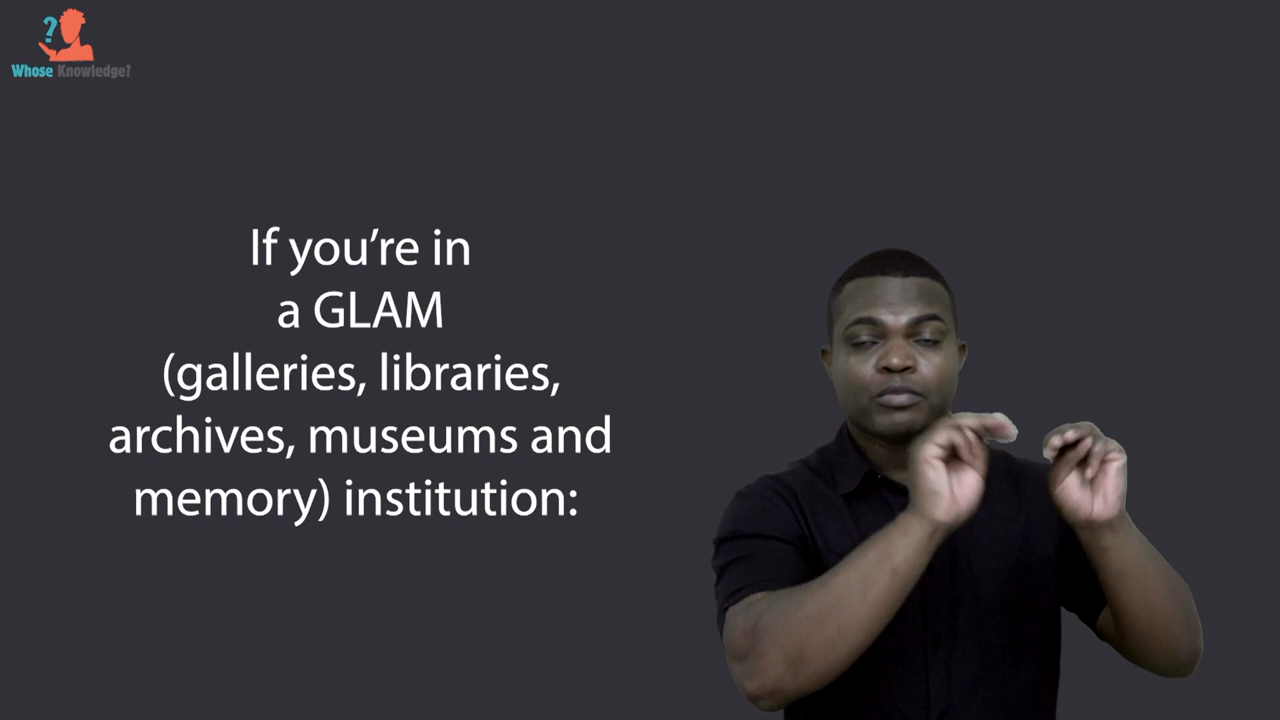 ?
Whose Knowledge?
If you’re in
a GLAM
(galleries, libraries,
archives, museums and
memory) institution: